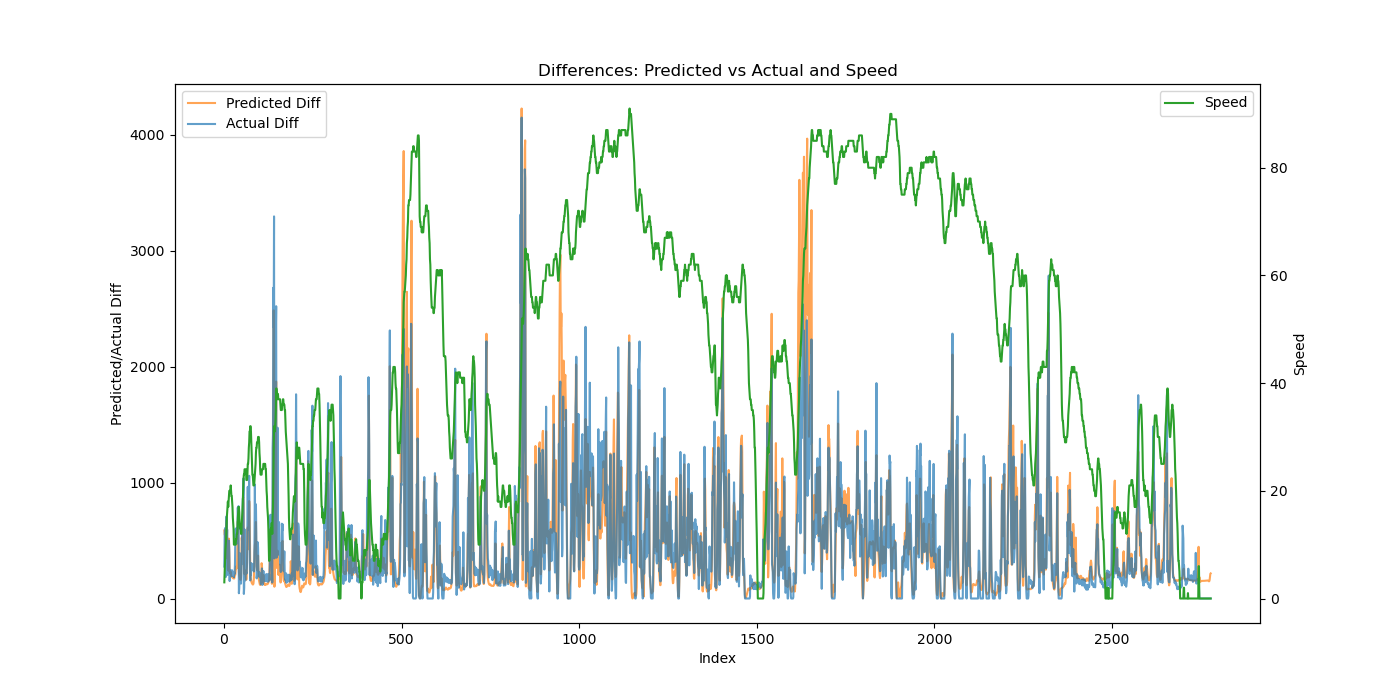 Differences: Predicted vs Actual and Speed
Predicted Diff
Actual Diff
Speed
Predicted/Actual Diff
4000
3000
2000
1000
0
80
60
40
20
0
Speed
0
500
1000
1500
2000
2500
Index